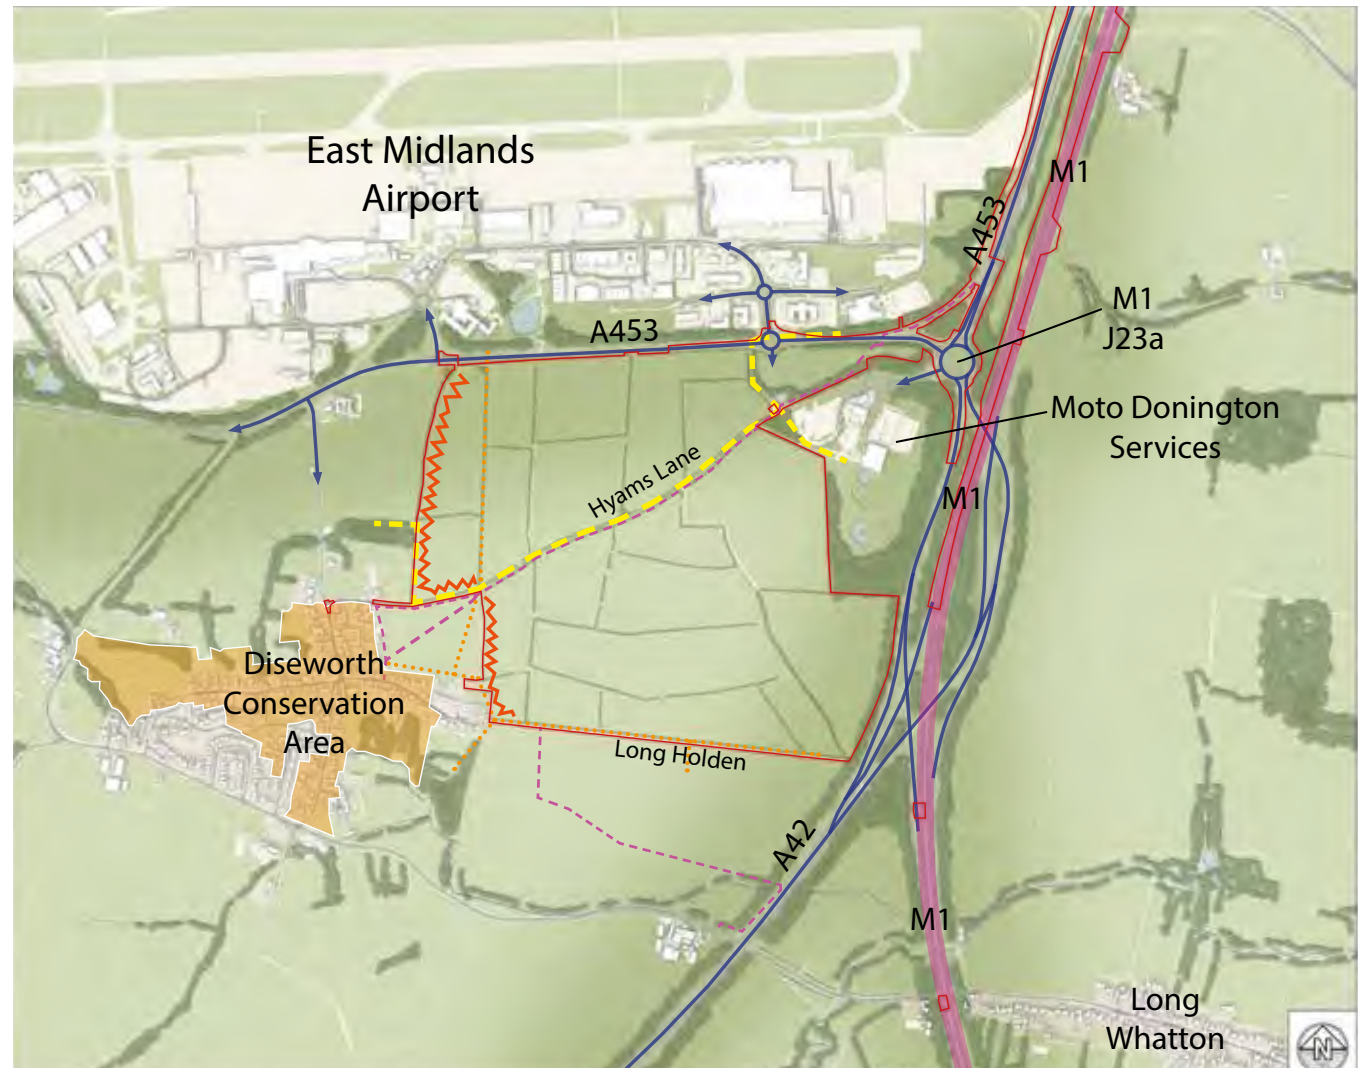 East Midlands
Airport
M1
A453
M1
J23a
A453
Moto Donington
Services
Hyams Lane
M1
Diseworth
Conservation
Area
Long Holden
A42
M1
Long
Whatton
N